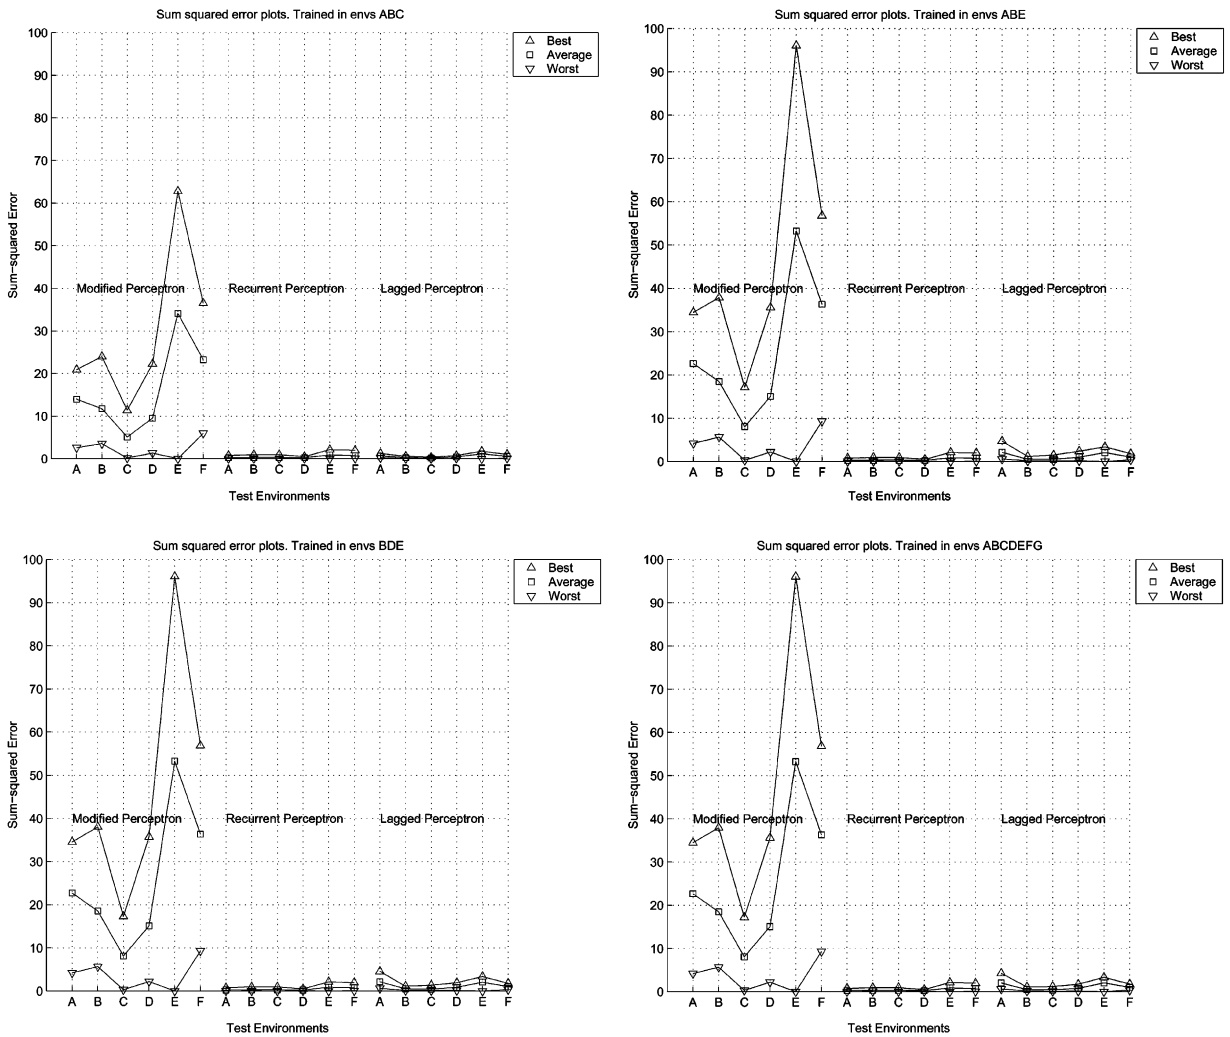 Sum squared error plots. Trained in envs ABC
Best
Average
Worst
100
90
80
70
60
50
40
30
20
10
0
Sum-squared Error
Modified Perceptron
Recurrent Perceptron
Lagged Perceptron
A B C D E F A B C D E F A B C D E F
Test Environments
Sum squared error plots. Trained in envs ABE
Best
Average
Worst
100
90
80
70
60
50
40
30
20
10
0
Sum-squared Error
Modified Perceptron
Recurrent Perceptron
Lagged Perceptron
A B C D E F A B C D E F A B C D E F
Test Environments
Sum squared error plots. Trained in envs BDE
Best
Average
Worst
100
90
80
70
60
50
40
30
20
10
0
Sum-squared Error
Modified Perceptron
Recurrent Perceptron
Lagged Perceptron
A B C D E F A B C D E F A B C D E F
Test Environments
Sum squared error plots. Trained in envs ABCDEFG
Best
Average
Worst
100
90
80
70
60
50
40
30
20
10
0
Sum-squared Error
Modified Perceptron
Recurrent Perceptron
Lagged Perceptron
A B C D E F A B C D E F A B C D E F
Test Environments